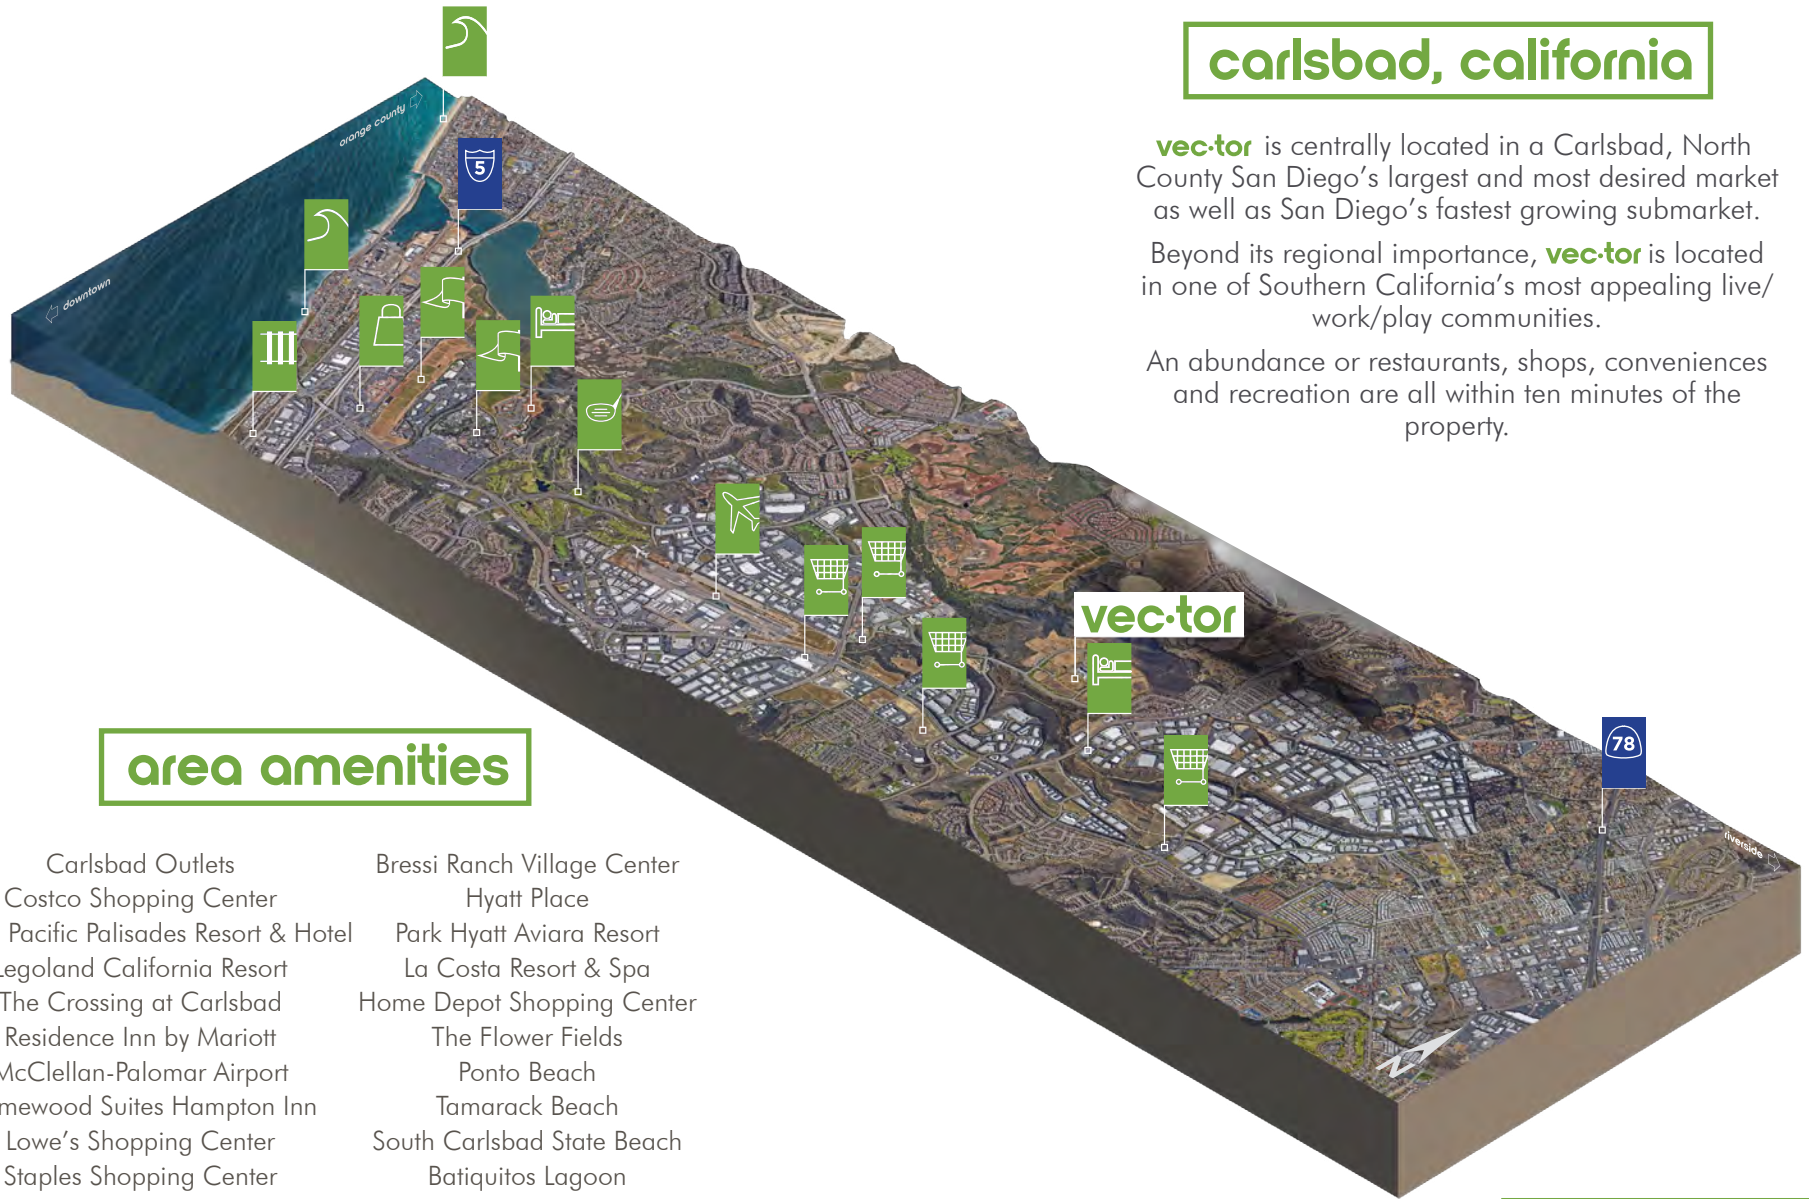 carlsbad, california
vec·tor is centrally located in a Carlsbad, North
County San Diego's largest and most desired market
as well as San Diego's fastest growing submarket.
Beyond its regional importance, vec·tor is located
in one of Southern California's most appealing live/
work/play communities.
An abundance or restaurants, shops, conveniences
and recreation are all within ten minutes of the
property.
orange county
5
downtown
vec·tor
78
riverside
N
area amenities
Carlsbad Outlets
Costco Shopping Center
Pacific Palisades Resort & Hotel
Legoland California Resort
The Crossing at Carlsbad
Residence Inn by Mariott
McClellan-Palomar Airport
mewood Suites Hampton Inn
Lowe's Shopping Center
Staples Shopping Center
Bressi Ranch Village Center
Hyatt Place
Park Hyatt Aviara Resort
La Costa Resort & Spa
Home Depot Shopping Center
The Flower Fields
Ponto Beach
Tamarack Beach
South Carlsbad State Beach
Batiquitos Lagoon